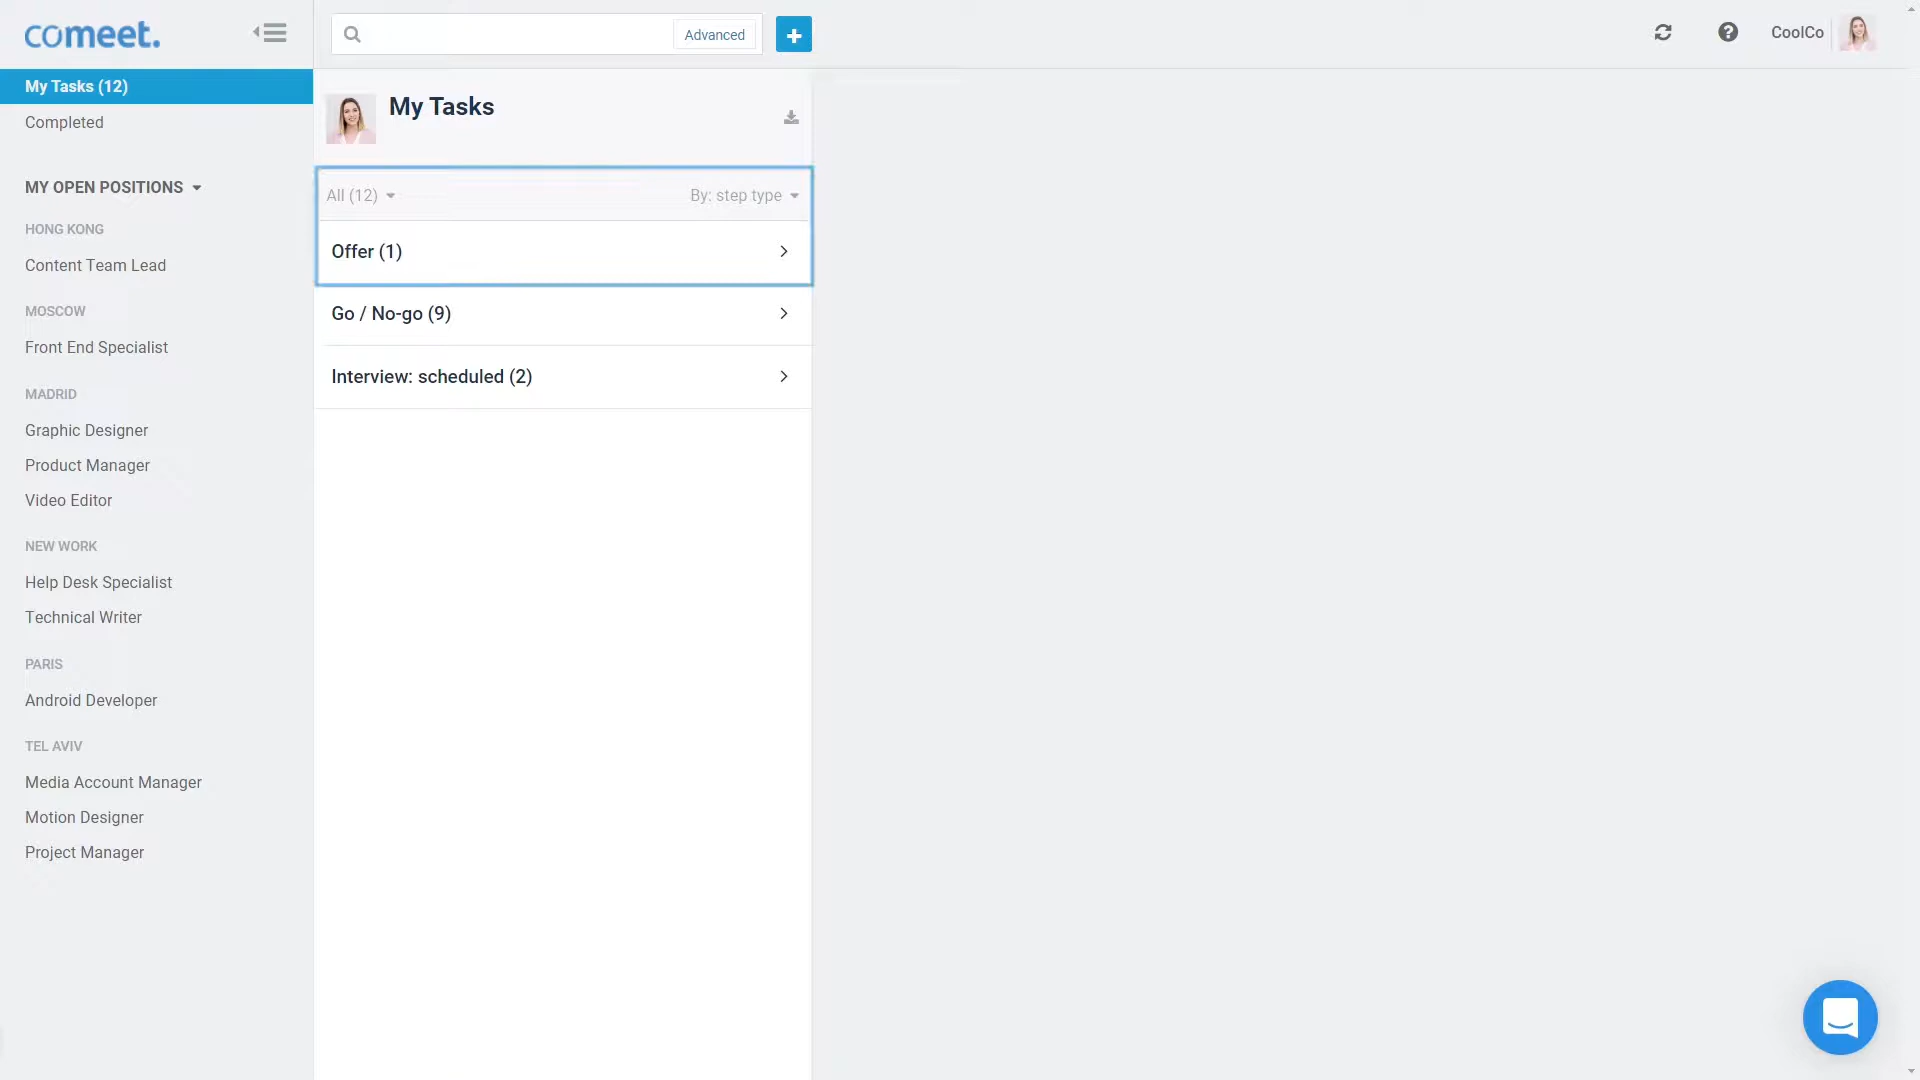 comeet.
Advanced
CoolCo
My Tasks (12)
Completed
MY OPEN POSITIONS
HONG KONG
Content Team Lead
MOSCOW
Front End Specialist
MADRID
Graphic Designer
Product Manager
Video Editor
NEW WORK
Help Desk Specialist
Technical Writer
PARIS
Android Developer
TEL AVIV
Media Account Manager
Motion Designer
Project Manager
My Tasks
All (12)
By: step type
Offer (1)
Go / No-go (9)
Interview: scheduled (2)